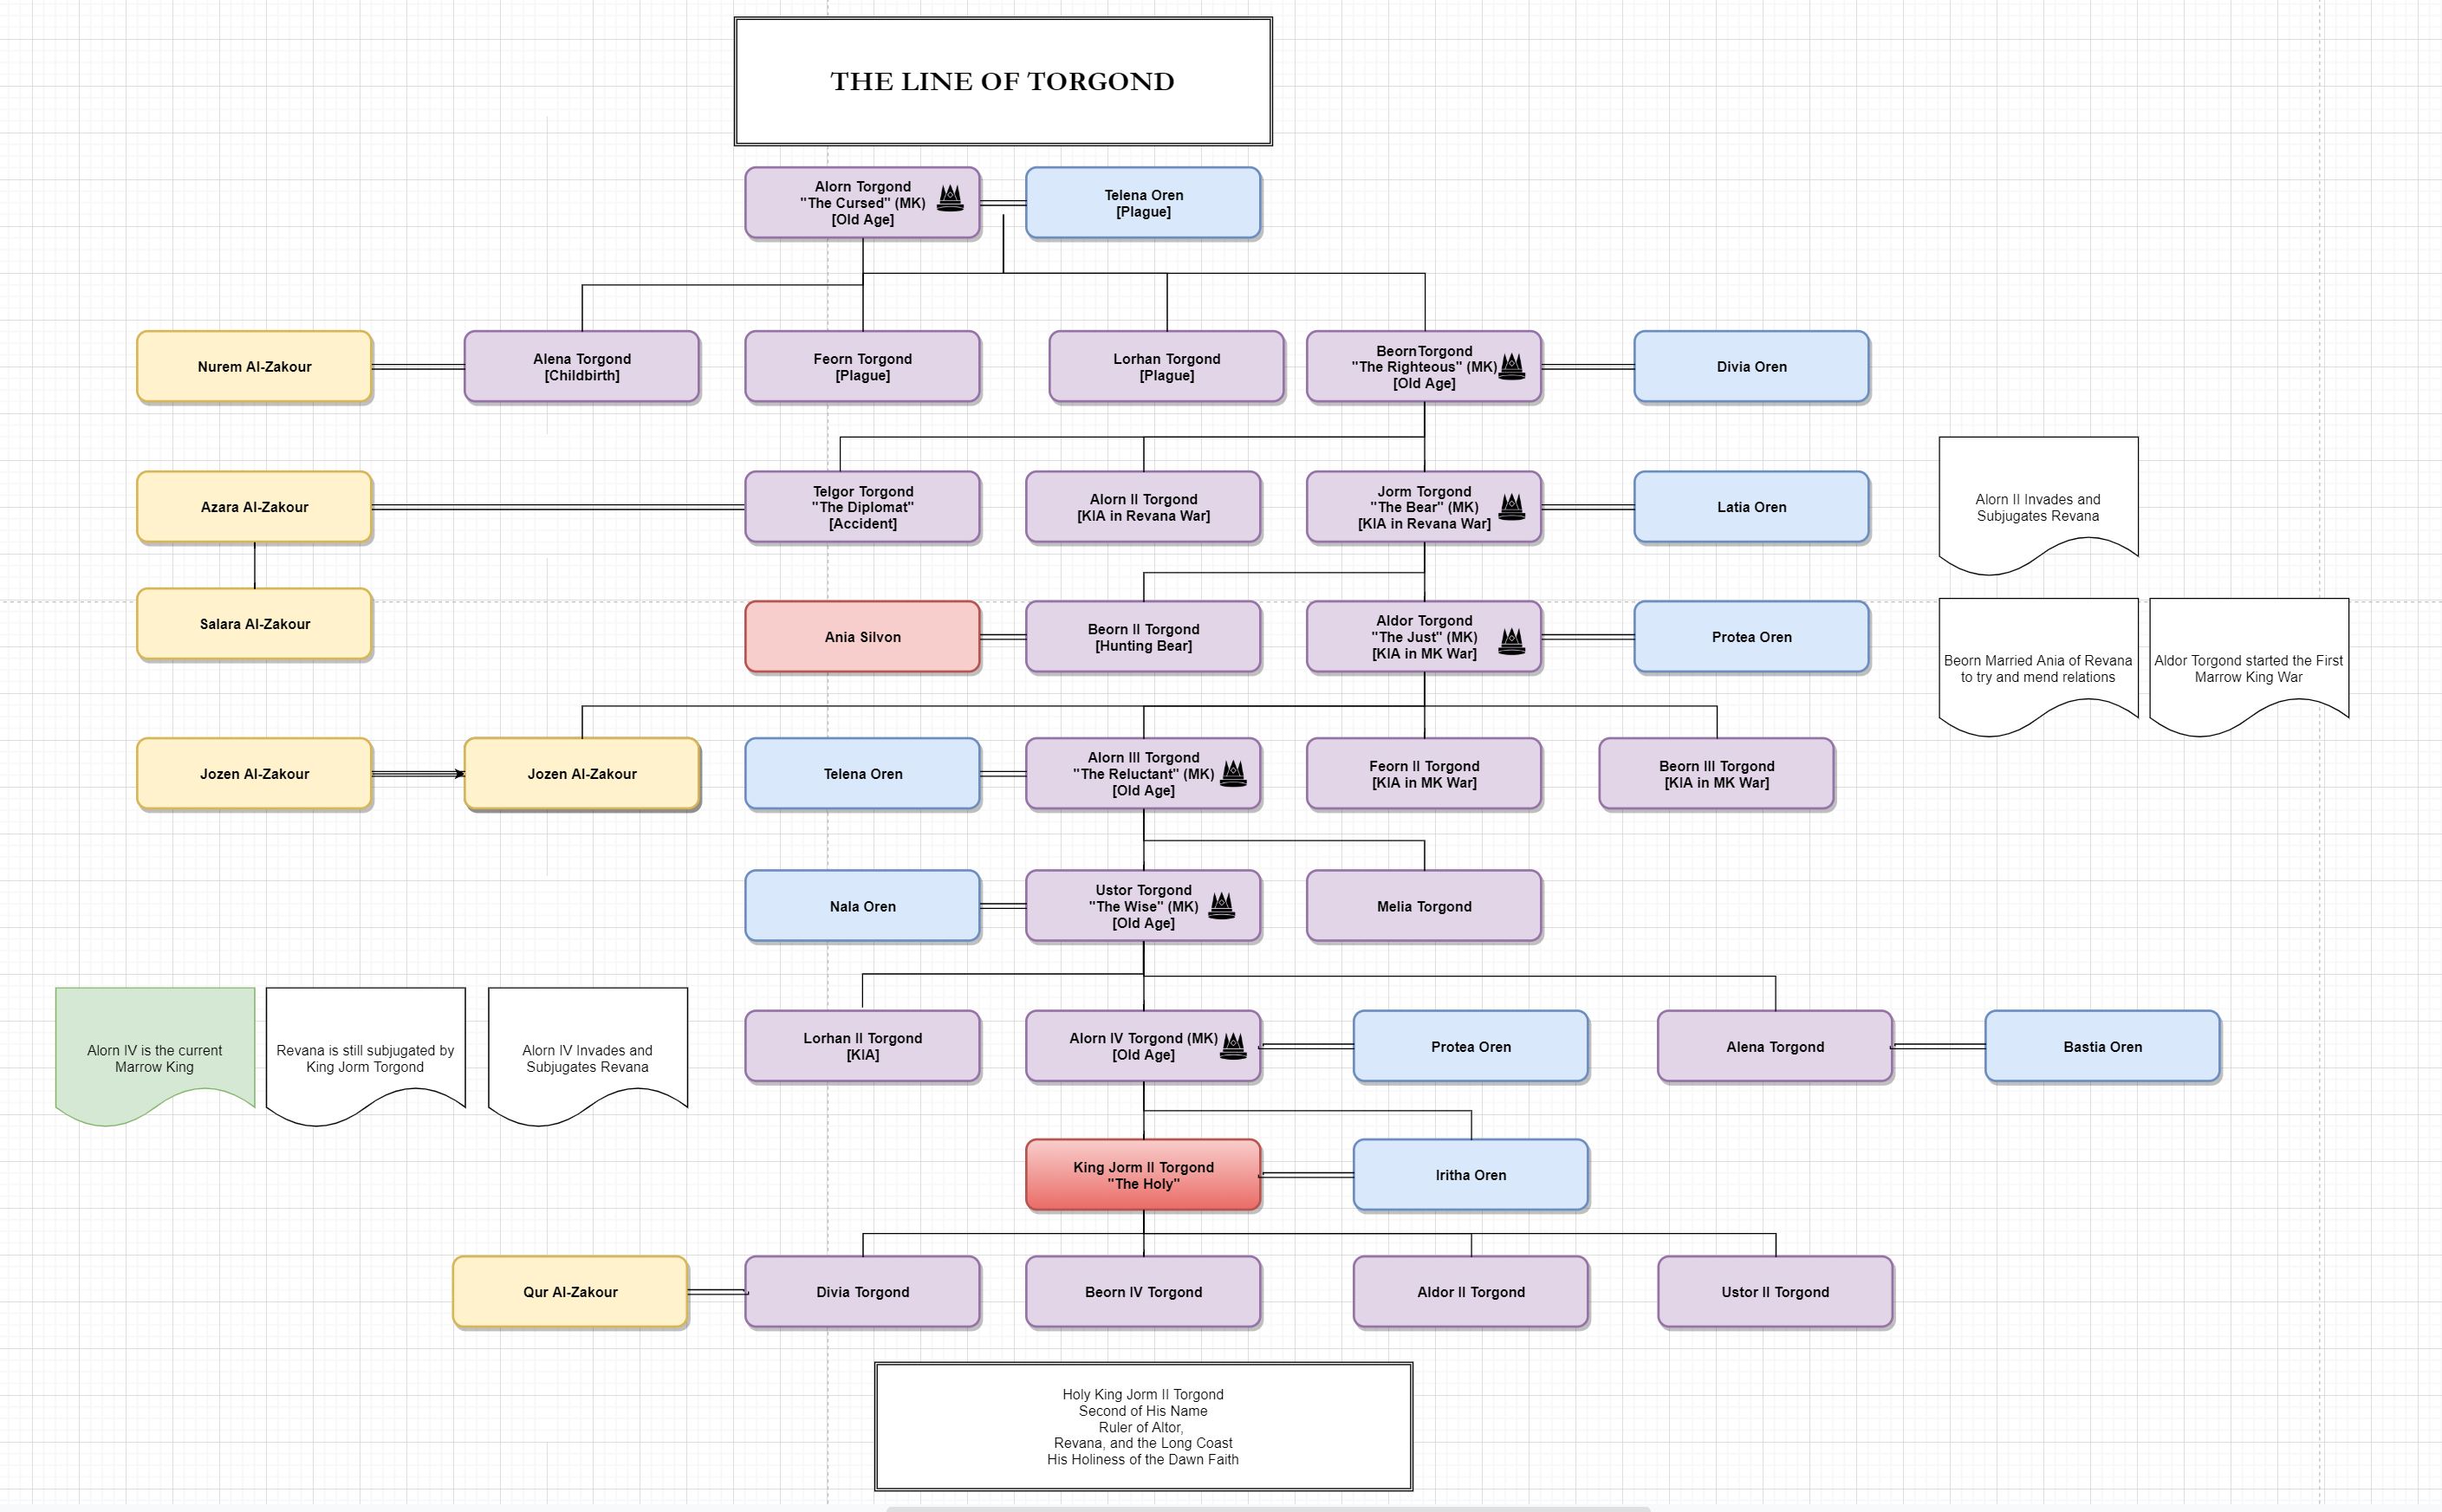 THE LINE OF TORGOND
Alorn Torgond
"The Cursed" (MK)
[Old Age]
Telena Oren
[Plague]
Nurem Al-Zakour
Alena Torgond
[Childbirth]
Feorn Torgond
[Plague]
Lorhan Torgond
[Plague]
BeornTorgond
"The Righteous" (MK)
[Old Age]
Divia Oren
Azara Al-Zakour
Telgor Torgond
"The Diplomat"
[Accident]
Alorn II Torgond
[KIA in Revana War]
Jorm Torgond
"The Bear" (MK)
[KIA in Revana War]
Latia Oren
Alorn II Invades and
Subjugates Revana
Salara Al-Zakour
Ania Silvon
Beorn II Torgond
[Hunting Bear]
Aldor Torgond
"The Just" (MK)
[KIA in MK War]
Protea Oren
Beorn Married Ania of Revana
to try and mend relations
Aldor Torgond started the First
Marrow King War
Jozen Al-Zakour
Jozen Al-Zakour
Telena Oren
Alorn III Torgond
"The Reluctant" (MK)
[Old Age]
Feorn II Torgond
[KIA in MK War]
Beorn III Torgond
[KIA in MK War]
Nala Oren
Ustor Torgond
"The Wise" (MK)
[Old Age]
Melia Torgond
Alorn IV is the current
Marrow King
Revana is still subjugated by
King Jorm Torgond
Alorn IV Invades and
Subjugates Revana
Lorhan II Torgond
[KIA]
Alorn IV Torgond (MK)
[Old Age]
Protea Oren
Alena Torgond
Bastia Oren
King Jorm II Torgond
"The Holy"
Iritha Oren
Qur Al-Zakour
Divia Torgond
Beorn IV Torgond
Aldor II Torgond
Ustor II Torgond
Holy King Jorm II Torgond
Second of His Name
Ruler of Altor,
Revana, and the Long Coast
His Holiness of the Dawn Faith